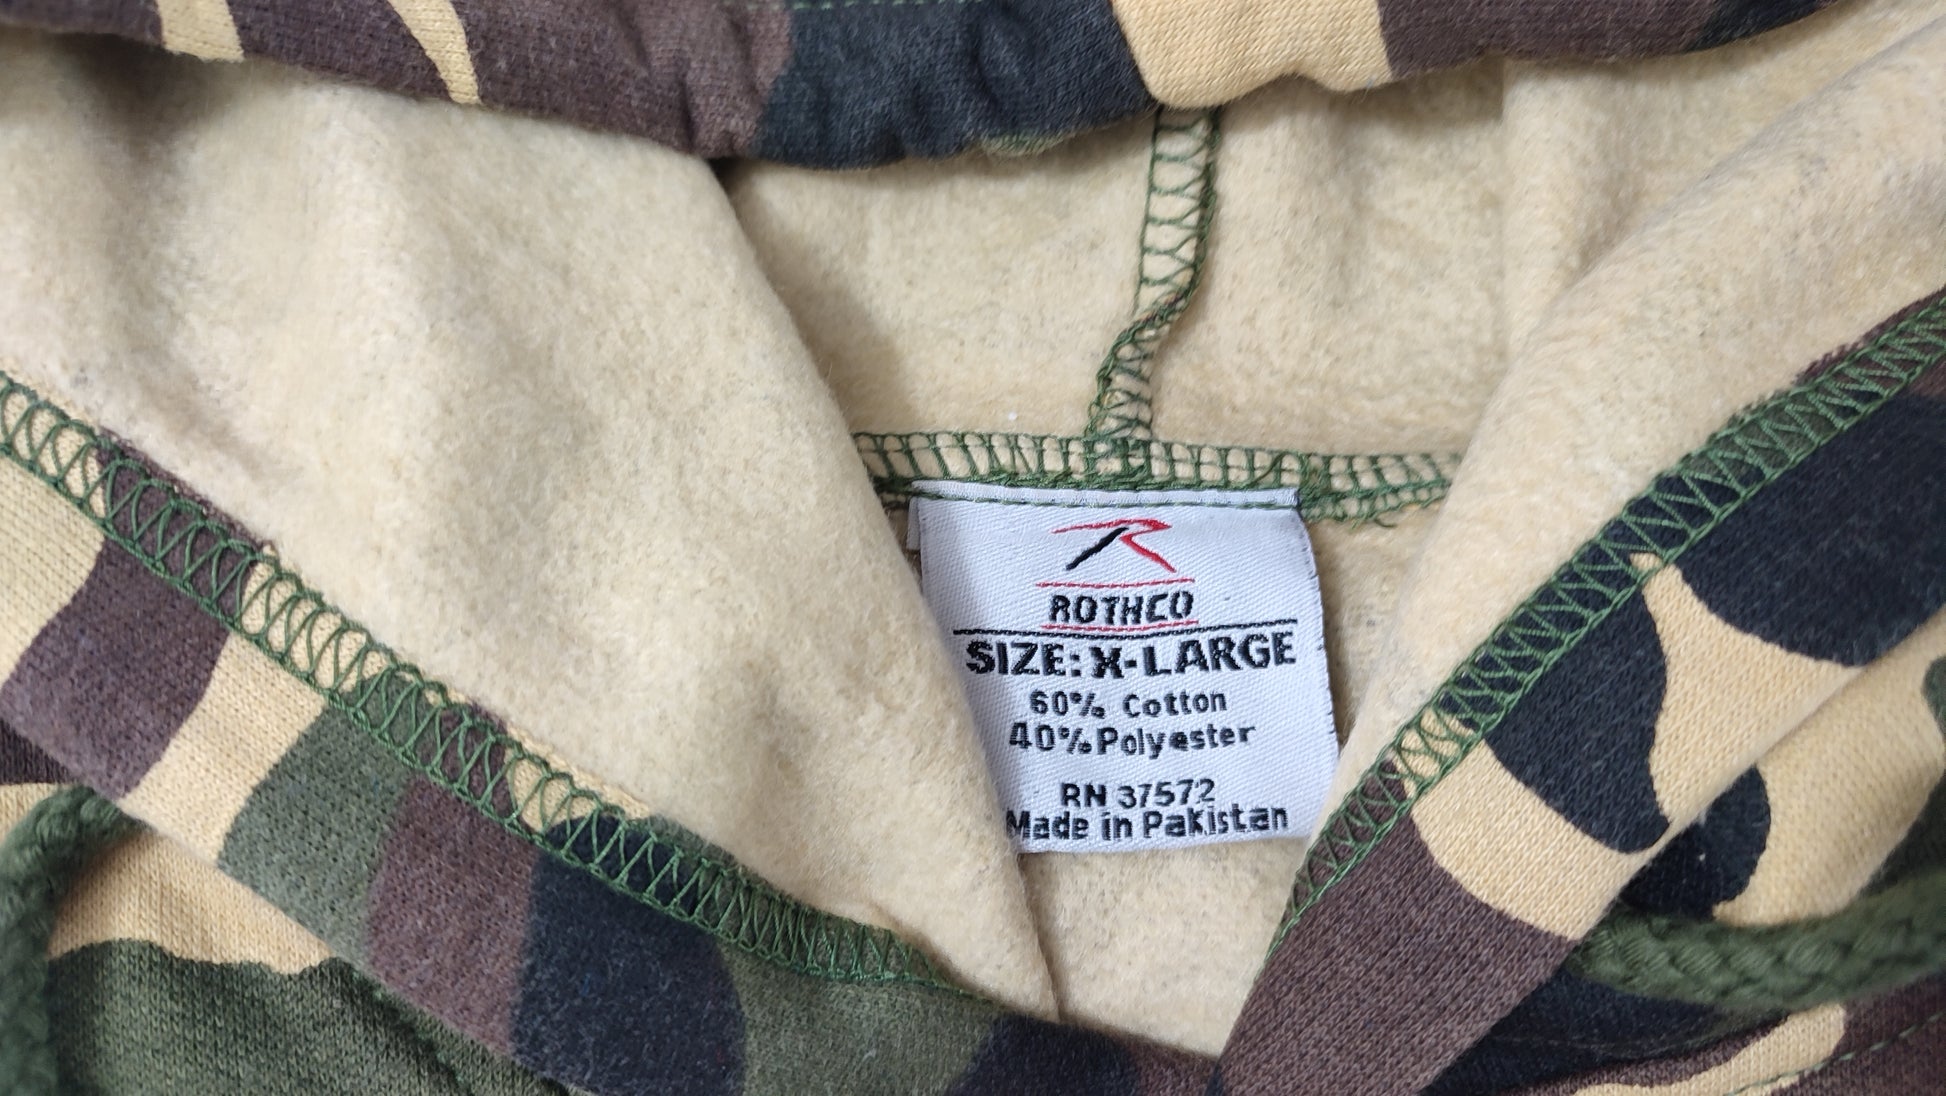 ROTHCO
SIZE: X-LARGE
60% Cotton
40% Polyester
RN 37572
Made in Pakistan